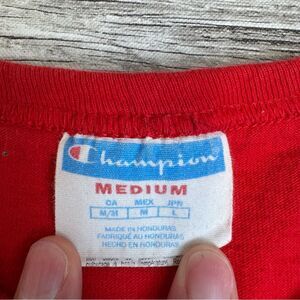 Champion
MEDIUM
CA MEX JPN
M/M M L
MADE IN HONDURAS
FABRIQUÉ AU HONDURAS
HECHO EN HONDURAS